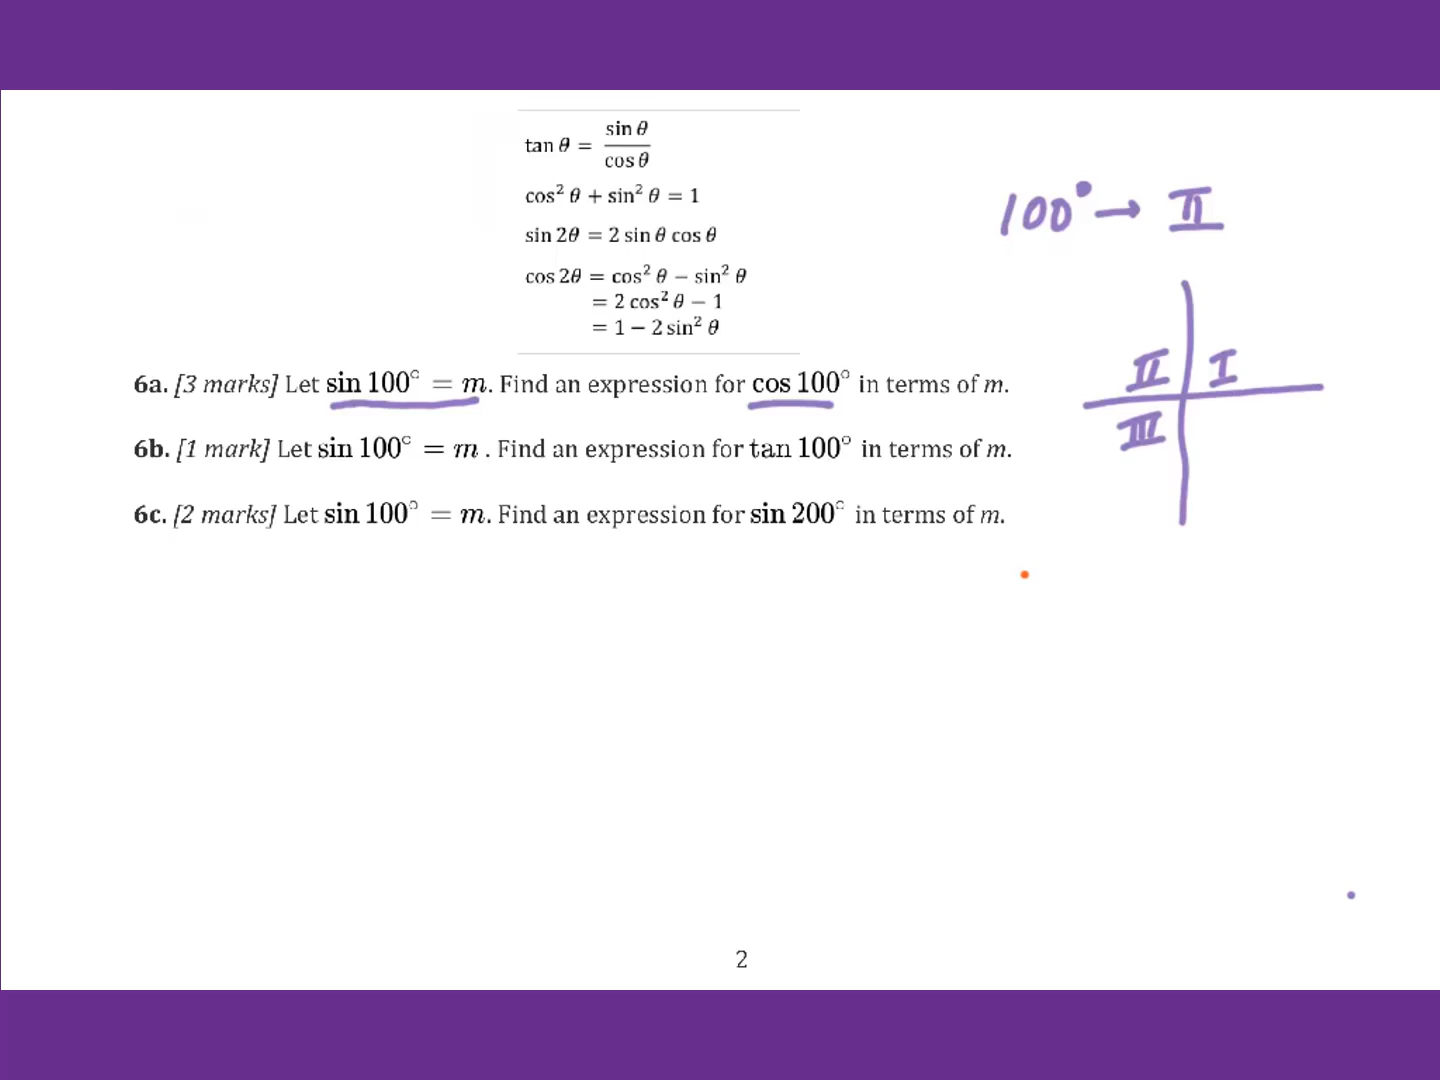 tan θ = sin θ / cos θ
cos² θ + sin² θ = 1
sin 2θ = 2 sin θ cos θ
cos 2θ = cos² θ − sin² θ
= 2 cos² θ − 1
= 1 − 2 sin² θ
100° → II
II I
III
6a. [3 marks] Let sin 100° = m. Find an expression for cos 100° in terms of m.
6b. [1 mark] Let sin 100° = m . Find an expression for tan 100° in terms of m.
6c. [2 marks] Let sin 100° = m. Find an expression for sin 200° in terms of m.
2